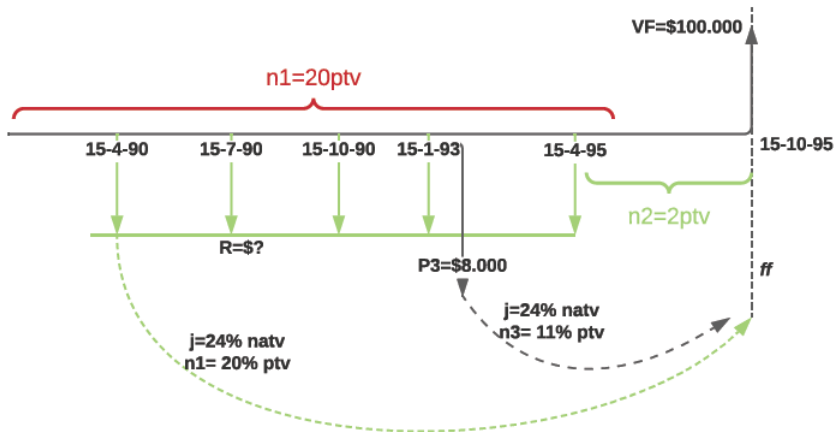 VF=$100.000
n1=20ptv
15-4-90
15-7-90
15-10-90
15-1-93
15-4-95
15-10-95
n2=2ptv
R=$?
P3=$8.000
ff
j=24% natv
n3= 11% ptv
j=24% natv
n1= 20% ptv